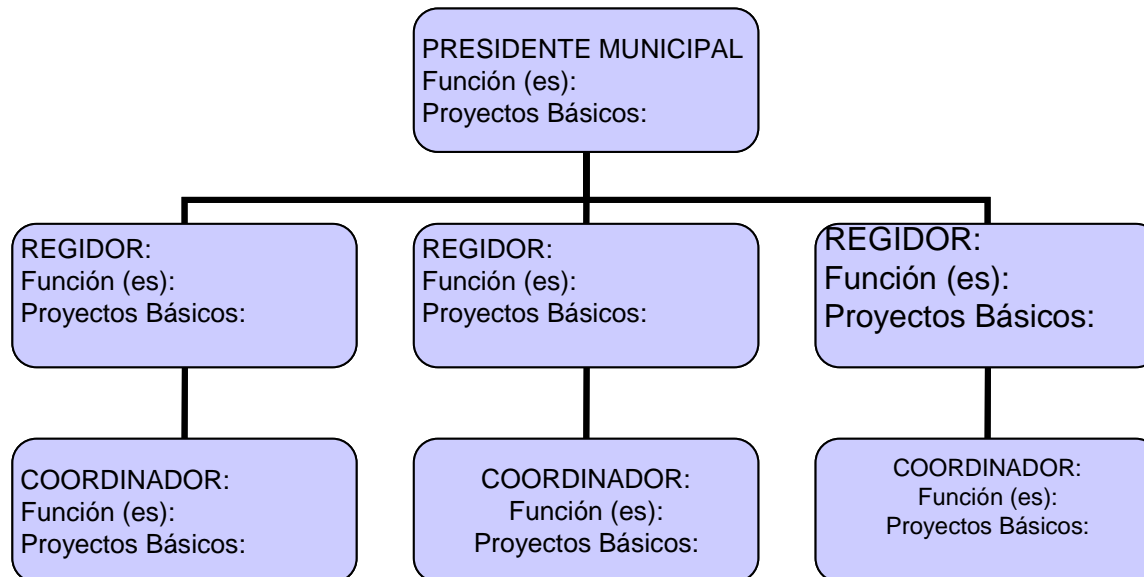 PRESIDENTE MUNICIPAL
Función (es):
Proyectos Básicos:
REGIDOR:
Función (es):
Proyectos Básicos:
REGIDOR:
Función (es):
Proyectos Básicos:
REGIDOR:
Función (es):
Proyectos Básicos:
COORDINADOR:
Función (es):
Proyectos Básicos:
COORDINADOR:
Función (es):
Proyectos Básicos:
COORDINADOR:
Función (es):
Proyectos Básicos: